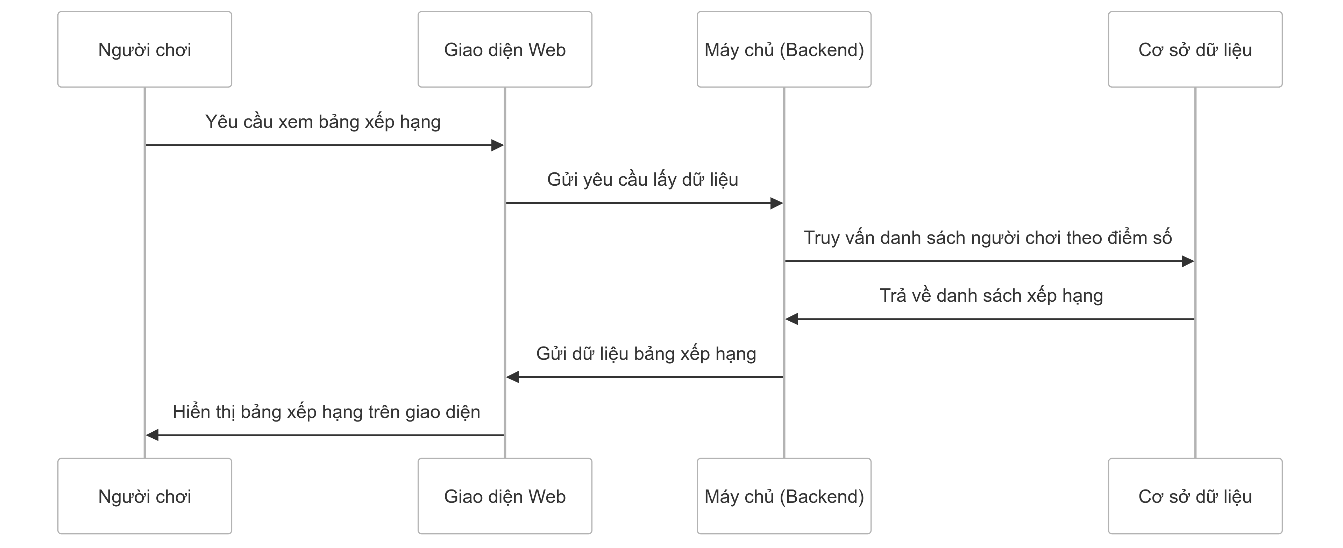 Người chơi
Giao diện Web
Máy chủ (Backend)
Cơ sở dữ liệu
Yêu cầu xem bảng xếp hạng
Gửi yêu cầu lấy dữ liệu
Truy vấn danh sách người chơi theo điểm số
Trả về danh sách xếp hạng
Gửi dữ liệu bảng xếp hạng
Hiển thị bảng xếp hạng trên giao diện
Người chơi
Giao diện Web
Máy chủ (Backend)
Cơ sở dữ liệu